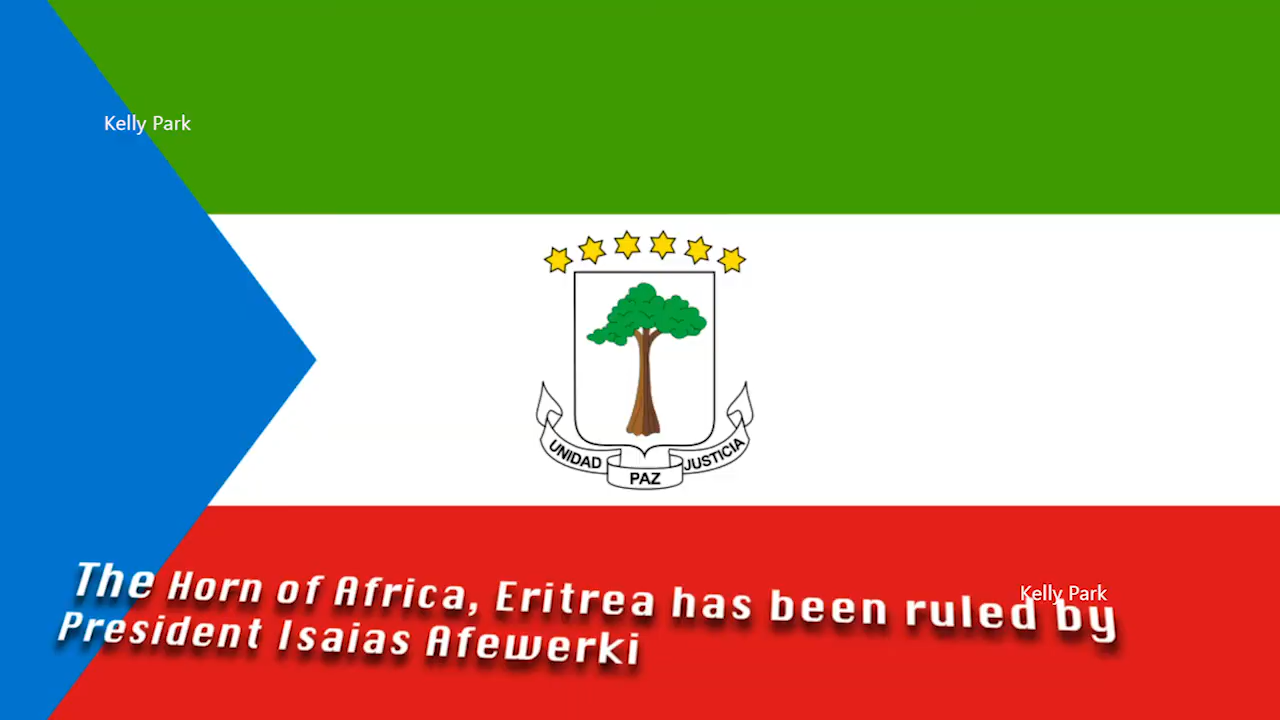 Kelly Park
UNIDAD PAZ JUSTICIA
The Horn of Africa, Eritrea has been ruled by
Kelly Park
President Isaias Afewerki